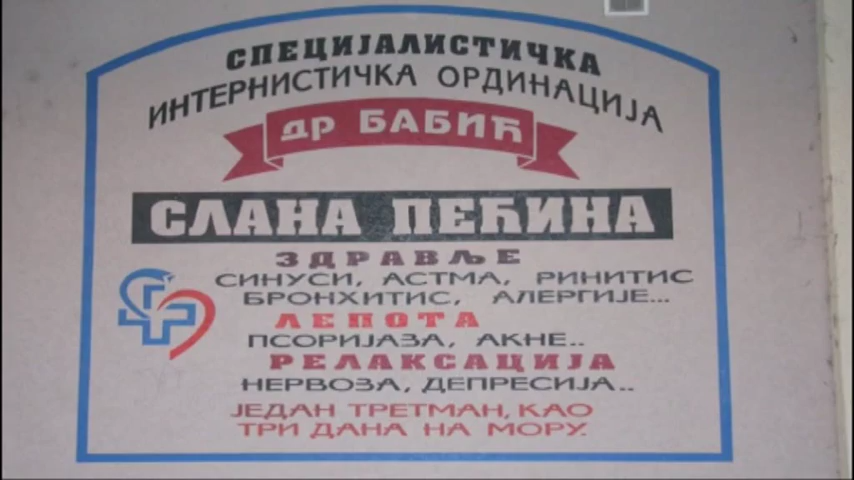 СПЕЦИЈАЛИСТИЧКА
ИНТЕРНИСТИЧКА ОРДИНАЦИЈА
ДР БАБИЋ
СЛАНА ПЕЋИНА
ЗДРАВЉЕ
СИНУСИ, АСТМА, РИНИТИС
БРОНХИТИС, АЛЕРГИЈЕ...
ЛЕПОТА
ПСОРИЈАЗА, АКНЕ..
РЕЛАКСАЦИЈА
НЕРВОЗА, ДЕПРЕСИЈА..
ЈЕДАН ТРЕТМАН, КАО
ТРИ ДАНА НА МОРУ.